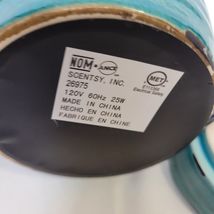 NOM ANCE
MET
SCENTSY, INC.
26975
120V 60Hz 25W
MADE IN CHINA
HECHO EN CHINA
FABRIQUE EN CHINE
Electrical Safety